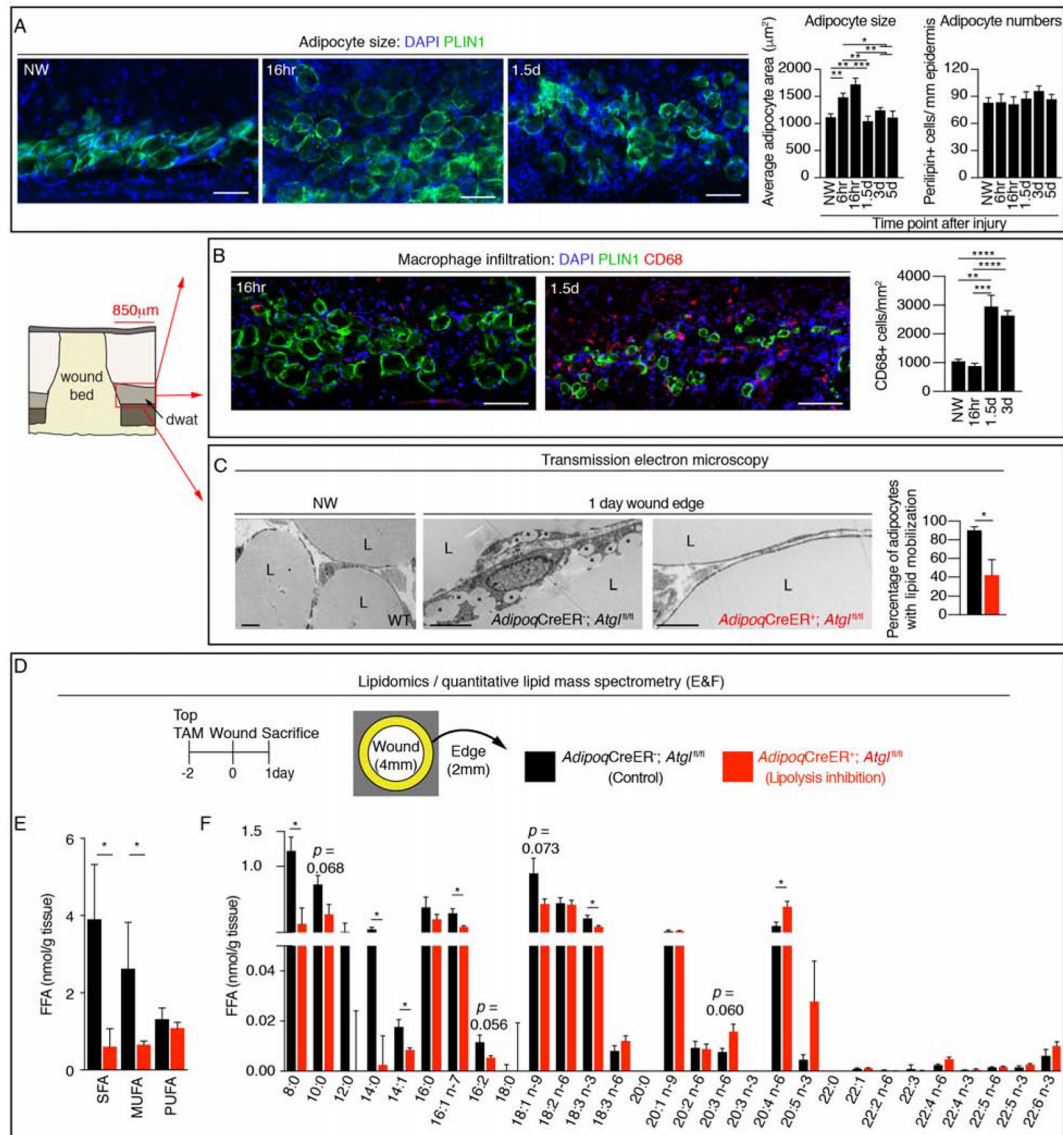 A
Adipocyte size: DAPI PLIN1
NW
16hr
1.5d
Adipocyte size
Average adipocyte area (μm²)
2000
1500
1000
500
0
* ** ** *** **
NW 6hr 16hr 1.5d 3d 5d
Adipocyte numbers
Perilipin+ cells/ mm epidermis
120
90
60
30
0
NW 6hr 16hr 1.5d 3d 5d
Time point after injury
850μm
wound
bed
dwat
B
Macrophage infiltration: DAPI PLIN1 CD68
16hr
1.5d
CD68+ cells/mm²
4000
3000
2000
1000
0
****
****
**
***
NW 16hr 1.5d 3d
C
Transmission electron microscopy
NW
1 day wound edge
L L L WT
L L AdipoqCreER⁻; Atgl^fl/fl
L L AdipoqCreER⁺; Atgl^fl/fl
Percentage of adipocytes
with lipid mobilization
100
80
60
40
20
0
*
D
Lipidomics / quantitative lipid mass spectrometry (E&F)
Top
TAM Wound Sacrifice
-2 0 1day
Wound
(4mm)
Edge
(2mm)
AdipoqCreER⁻; Atgl^fl/fl
(Control)
AdipoqCreER⁺; Atgl^fl/fl
(Lipolysis inhibition)
E
FFA (nmol/g tissue)
6
4
2
0
* *
SFA MUFA PUFA
F
FFA (nmol/g tissue)
1.5
1.0
0.04
0.02
0.00
*
p =
0.068
*
*
*
p =
0.056
p =
0.073
*
p =
0.060
*
8:0 10:0 12:0 14:0 14:1 16:0 16:1 n-7 16:2 18:0 18:1 n-9 18:2 n-6 18:3 n-3 18:3 n-6 20:0 20:1 n-9 20:2 n-6 20:3 n-6 20:3 n-3 20:4 n-6 20:5 n-3 22:0 22:1 22:2 n-6 22:3 22:4 n-6 22:4 n-3 22:5 n-6 22:5 n-3 22:6 n-3